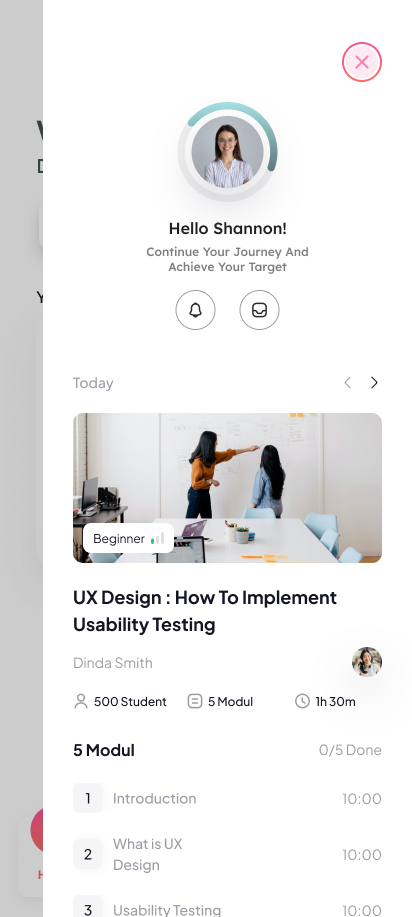 Hello Shannon!
Continue Your Journey And
Achieve Your Target
Today
Beginner
UX Design : How To Implement
Usability Testing
Dinda Smith
500 Student 5 Modul 1h 30m
5 Modul 0/5 Done
1 Introduction 10:00
2 What is UX
Design 10:00
3 Usability Testing 10:00